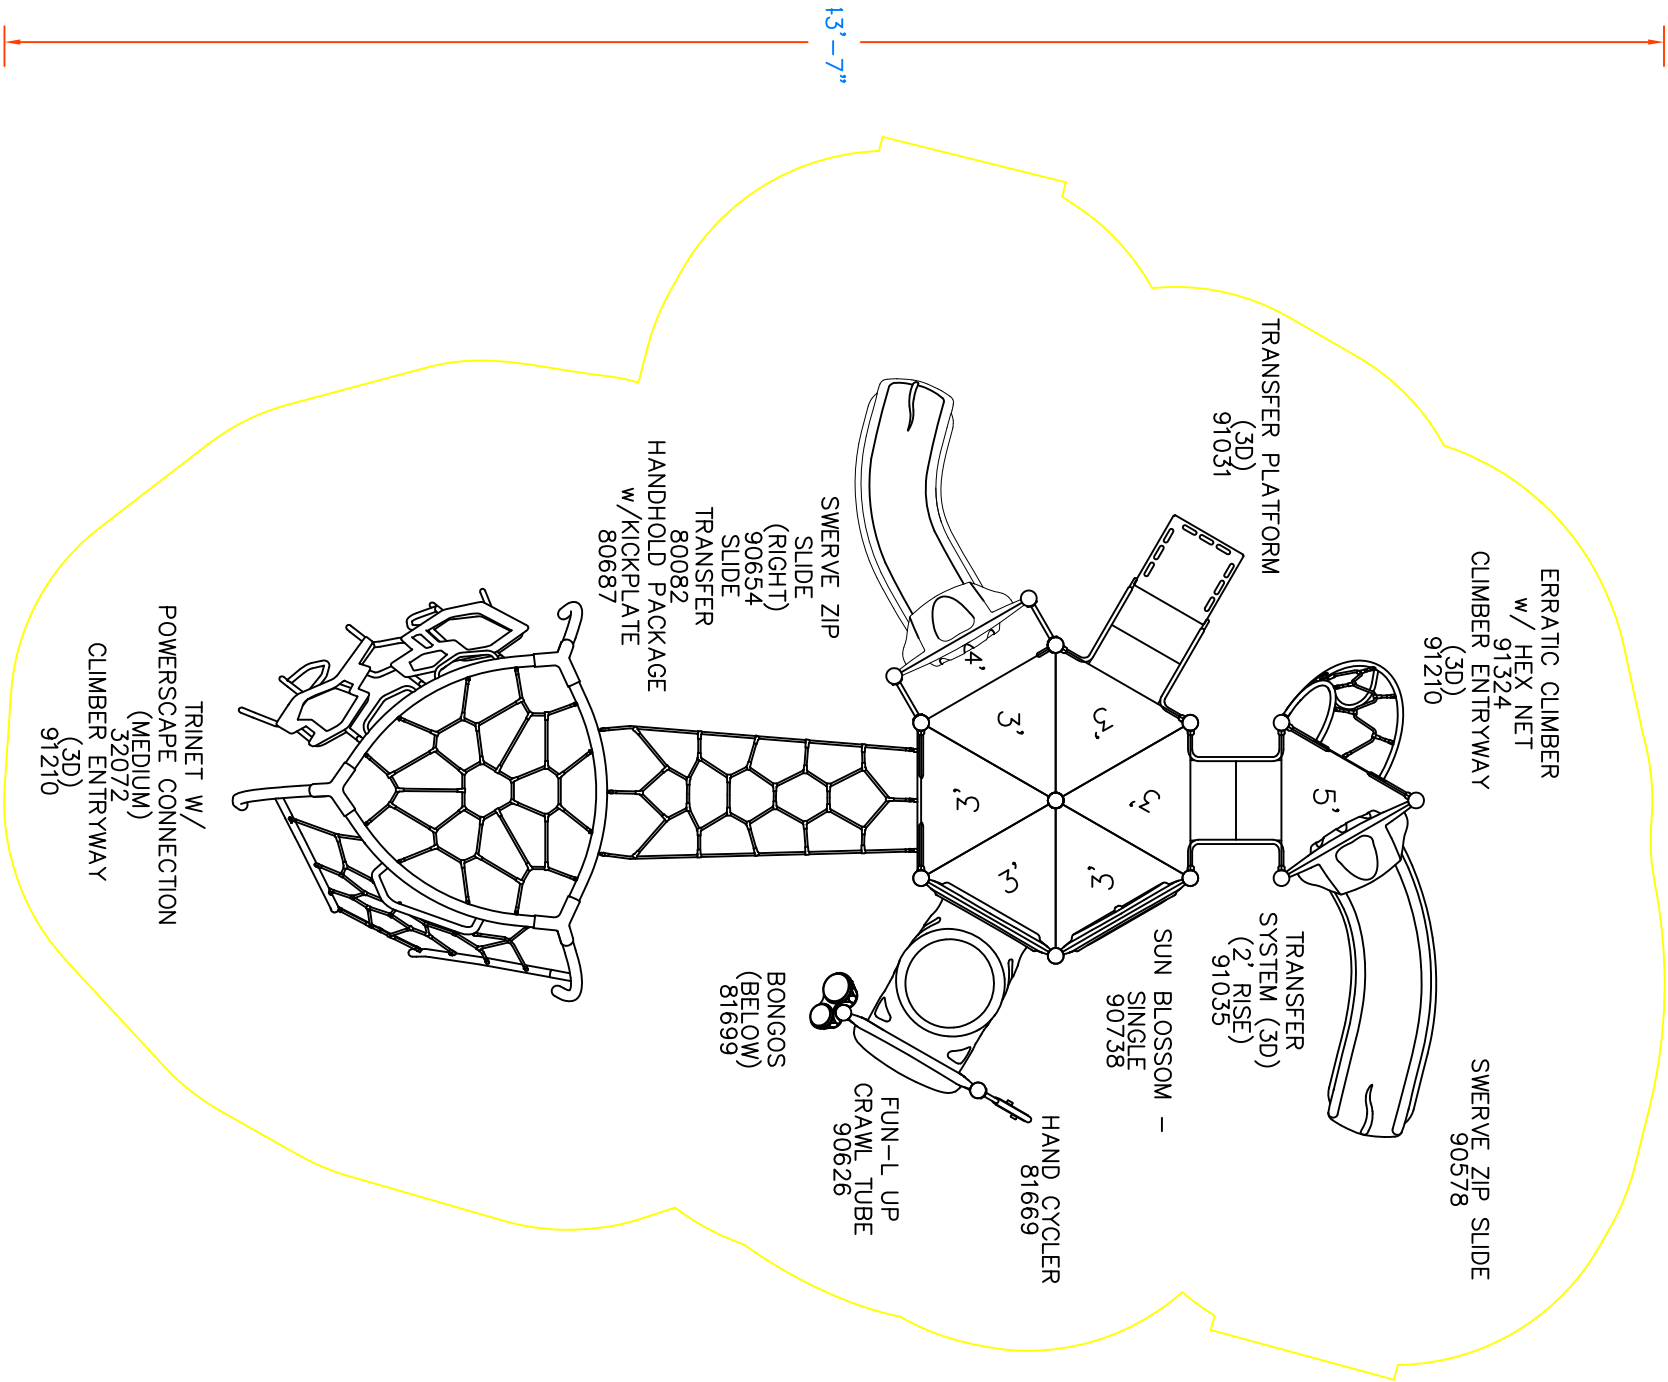 ERRATIC CLIMBER
w/ HEX NET
91324
CLIMBER ENTRYWAY
(3D)
91210
SWERVE ZIP SLIDE
90578
5'
TRANSFER PLATFORM
(3D)
91031
TRANSFER
SYSTEM (3D)
(2' RISE)
91035
SUN BLOSSOM -
SINGLE
90738
3'
3'
3'
3'
3'
3'
4'
HAND CYCLER
81669
SWERVE ZIP
SLIDE
(RIGHT)
90654
SLIDE
TRANSFER
80082
HANDHOLD PACKAGE
w/KICKPLATE
80687
FUN-L UP
CRAWL TUBE
90626
BONGOS
(BELOW)
81699
43'-7"
TRINET W/
POWERSCAPE CONNECTION
(MEDIUM)
32072
CLIMBER ENTRYWAY
(3D)
91210